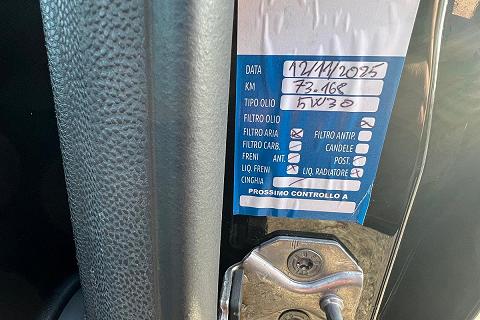 DATA 12/11/2025
KM 73.168
TIPO OLIO 5W30
FILTRO OLIO
FILTRO ARIA FILTRO ANTIP.
FILTRO CARB. CANDELE
FRENI ANT. POST.
LIQ. FRENI LIQ. RADIATORE
CINGHIA
PROSSIMO CONTROLLO A